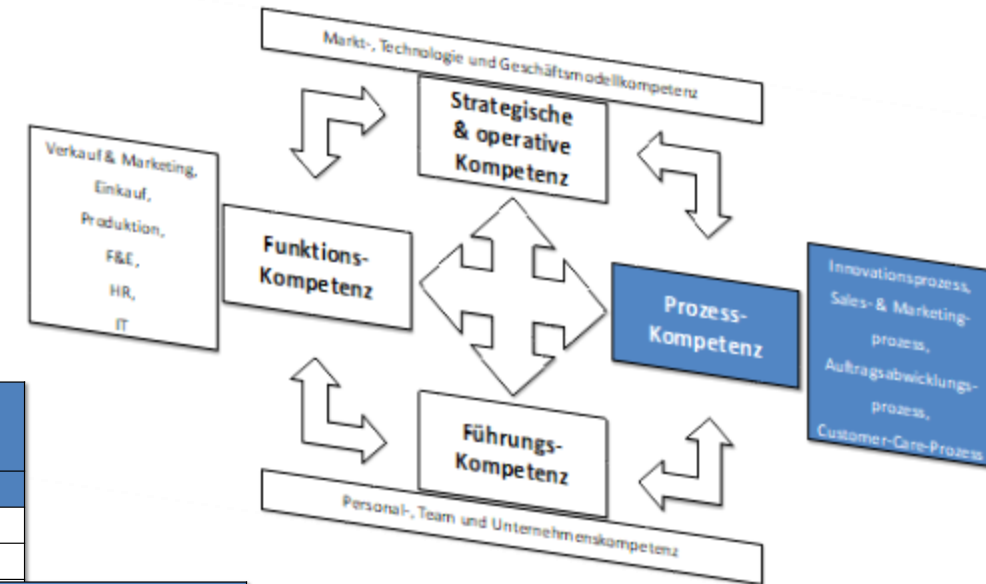 Markt-, Technologie und Geschäftsmodellkompetenz
Strategische
& operative
Kompetenz
Verkauf & Marketing,
Einkauf,
Produktion,
F&E,
HR,
IT
Funktions-
Kompetenz
Prozess-
Kompetenz
Innovationsprozess,
Sales- & Marketing-
prozess,
Auftragsabwicklungs-
prozess,
Customer-Care-Prozess
Führungs-
Kompetenz
Personal-, Team und Unternehmenskompetenz